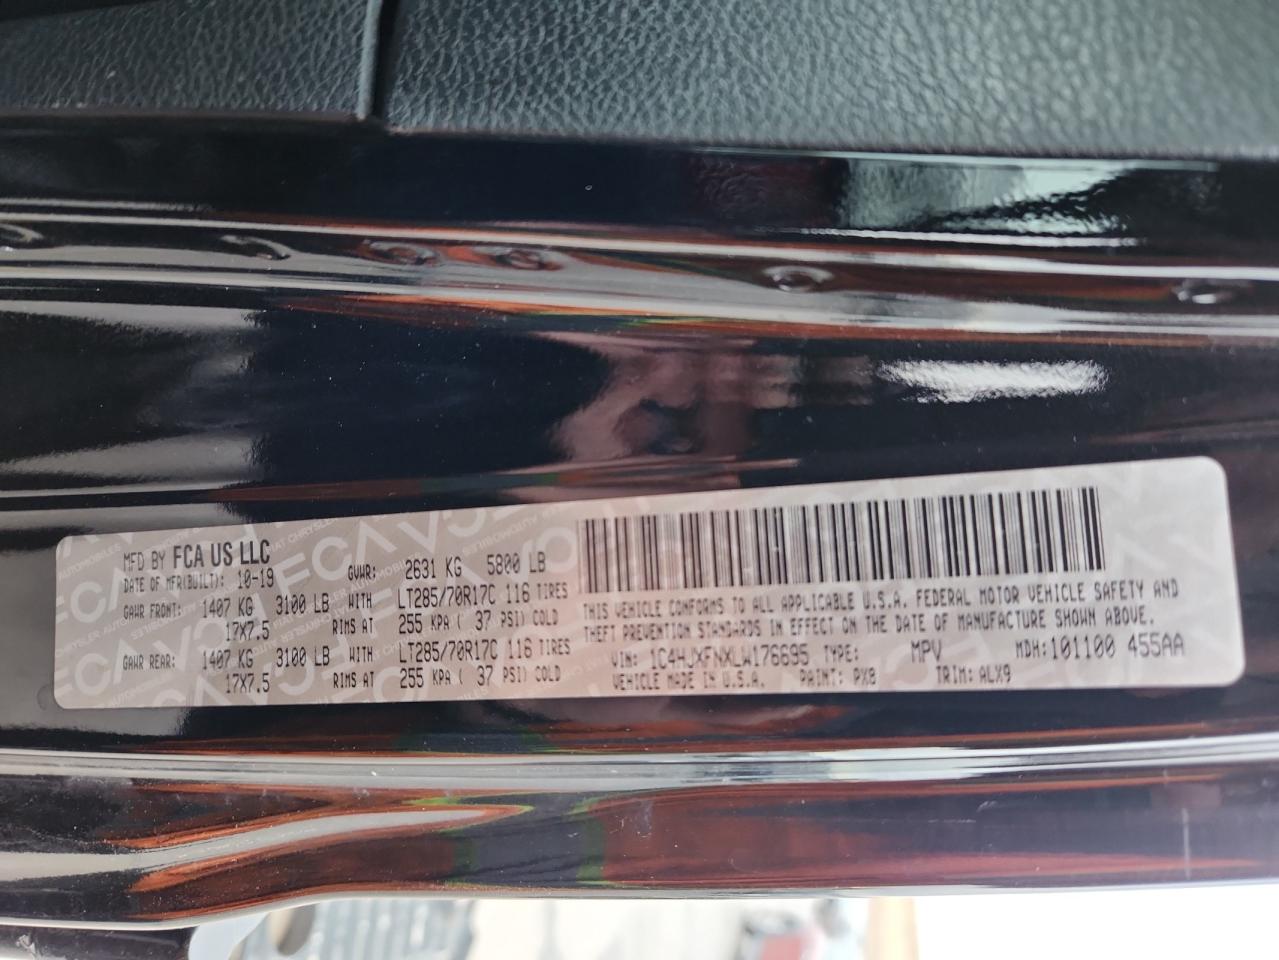 MFD BY FCA US LLC
DATE OF MFR(BUILT): 10-19 GVWR: 2631 KG 5800 LB
GAWR FRONT: 1407 KG 3100 LB WITH LT285/70R17C 116 TIRES
17X7.5 RIMS AT 255 KPA ( 37 PSI) COLD
GAWR REAR: 1407 KG 3100 LB WITH LT285/70R17C 116 TIRES
17X7.5 RIMS AT 255 KPA ( 37 PSI) COLD
THIS VEHICLE CONFORMS TO ALL APPLICABLE U.S.A. FEDERAL MOTOR VEHICLE SAFETY AND
THEFT PREVENTION STANDARDS IN EFFECT ON THE DATE OF MANUFACTURE SHOWN ABOVE.
VIN: 1C4HJXFNXLW176695 TYPE: MPV MDH: 101100 455AA
VEHICLE MADE IN U.S.A. PAINT: PX8 TRIM: ALX9